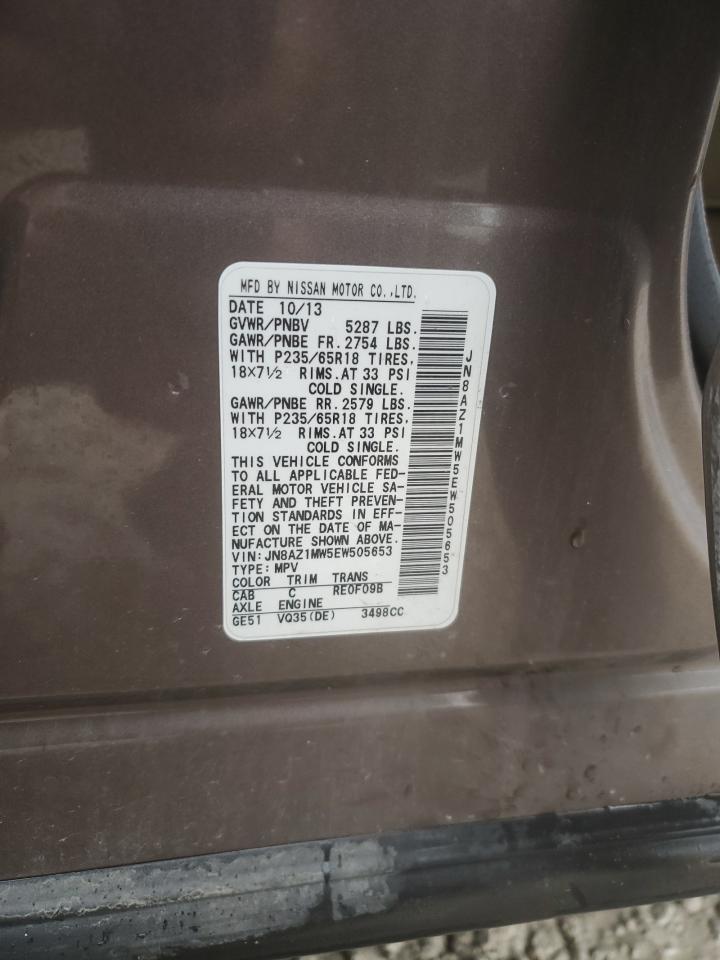 MFD BY NISSAN MOTOR CO.,LTD.
DATE 10/13
GVWR/PNBV 5287 LBS.
GAWR/PNBE FR. 2754 LBS.
WITH P235/65R18 TIRES,
18×7½ RIMS.AT 33 PSI
COLD SINGLE.
GAWR/PNBE RR. 2579 LBS.
WITH P235/65R18 TIRES,
18×7½ RIMS.AT 33 PSI
COLD SINGLE.
THIS VEHICLE CONFORMS
TO ALL APPLICABLE FED-
ERAL MOTOR VEHICLE SA-
FETY AND THEFT PREVEN-
TION STANDARDS IN EFF-
ECT ON THE DATE OF MA-
NUFACTURE SHOWN ABOVE.
VIN:JN8AZ1MW5EW505653
TYPE:MPV
COLOR TRIM TRANS
CAB C RE0F09B
AXLE ENGINE
GE51 VQ35(DE) 3498CC
JN8AZ1MW5EW505653